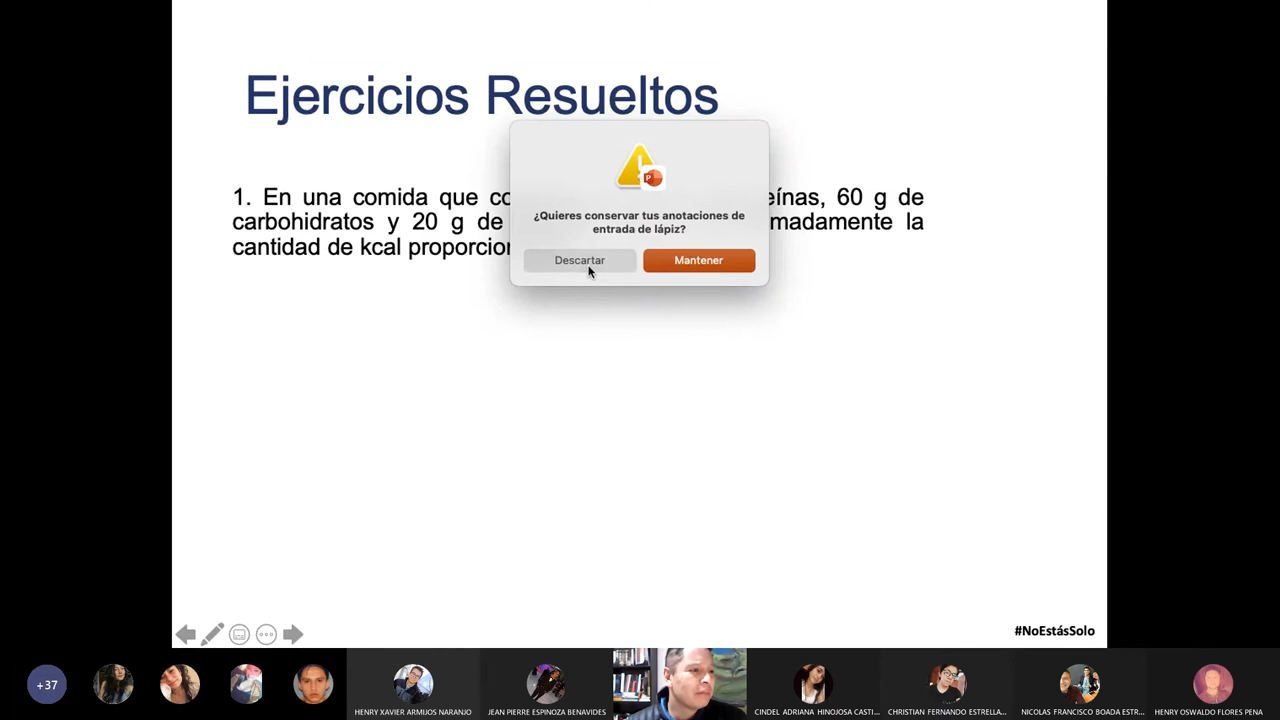 Ejercicios Resueltos
1. En una comida que co
eínas, 60 g de
carbohidratos y 20 g de
madamente la
cantidad de kcal proporcion
¿Quieres conservar tus anotaciones de
entrada de lápiz?
Descartar
Mantener
#NoEstásSolo
+37
HENRY XAVIER ARMIJOS NARANJO
JEAN PIERRE ESPINOZA BENAVIDES
CINDEL ADRIANA HINOJOSA CASTI...
CHRISTIAN FERNANDO ESTRELLA...
NICOLAS FRANCISCO BOADA ESTR...
HENRY OSWALDO FLORES PENA